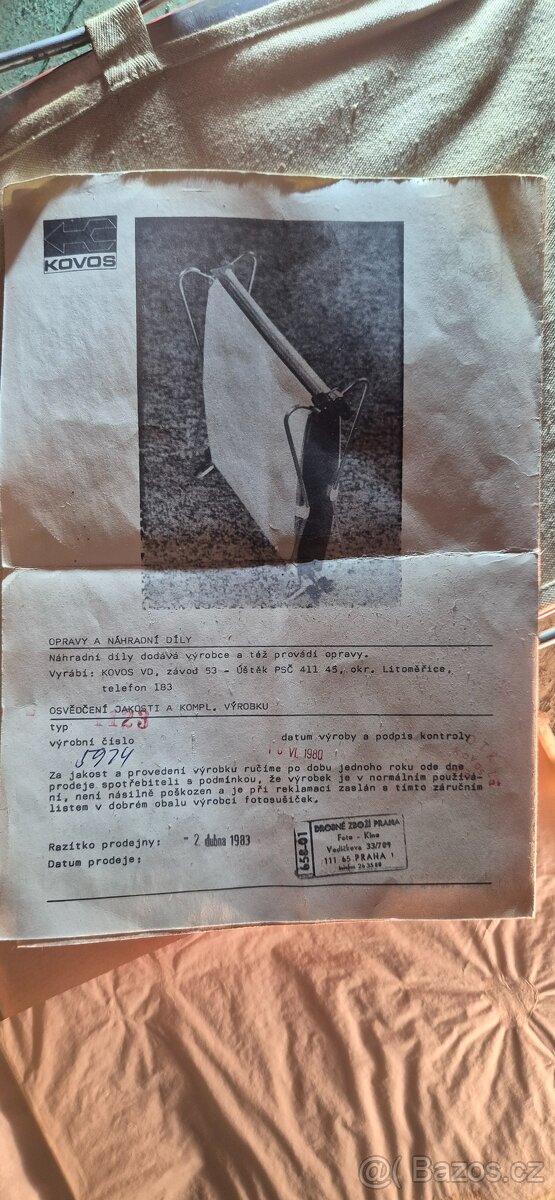 KOVOS
OPRAVY A NÁHRADNÍ DÍLY
Náhradní díly dodává výrobce a též provádí opravy.
Vyrábí: KOVOS VD, závod 53 - Úštěk PSČ 411 45, okr. Litoměřice,
telefon 183
OSVĚDČENÍ JAKOSTI A KOMPL. VÝROBKU
typ
výrobní číslo datum výroby a podpis kontroly
5974 VI. 1980
Za jakost a provedení výrobku ručíme po dobu jednoho roku ode dne
prodeje spotřebiteli s podmínkou, že výrobek je v normálním používá-
ní, není násilně poškozen a je při reklamaci zaslán s tímto záručním
listem v dobrém obalu výrobci fotosušiček.
Razítko prodejny: - 2. dubna 1983
Datum prodeje:
658-01
DROBNÉ ZBOŽÍ PRAHA
Foto - Kino
Vodičkova 33/709
111 65 PRAHA 1
@ Bazos.cz